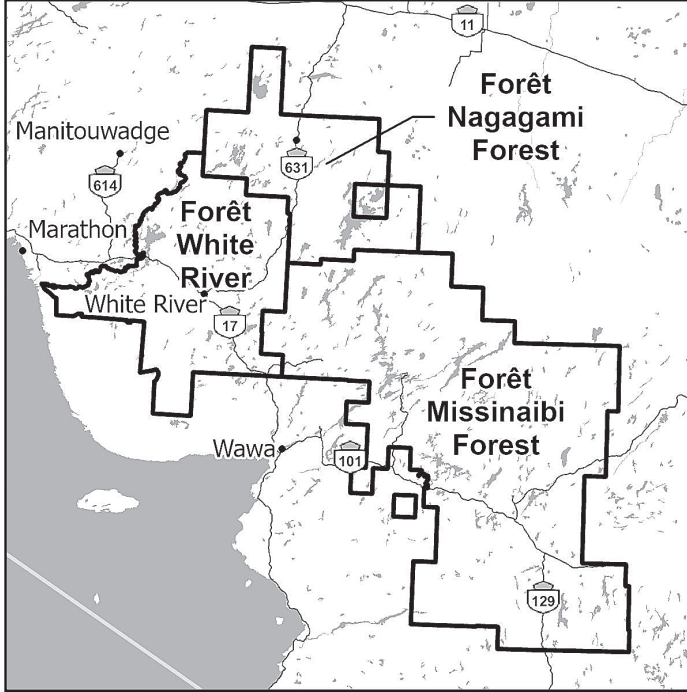 11
Forêt
Nagagami
Forest
Manitouwadge
631
614
Forêt
White
River
Marathon
White River
17
Forêt
Missinaibi
Forest
Wawa
101
129